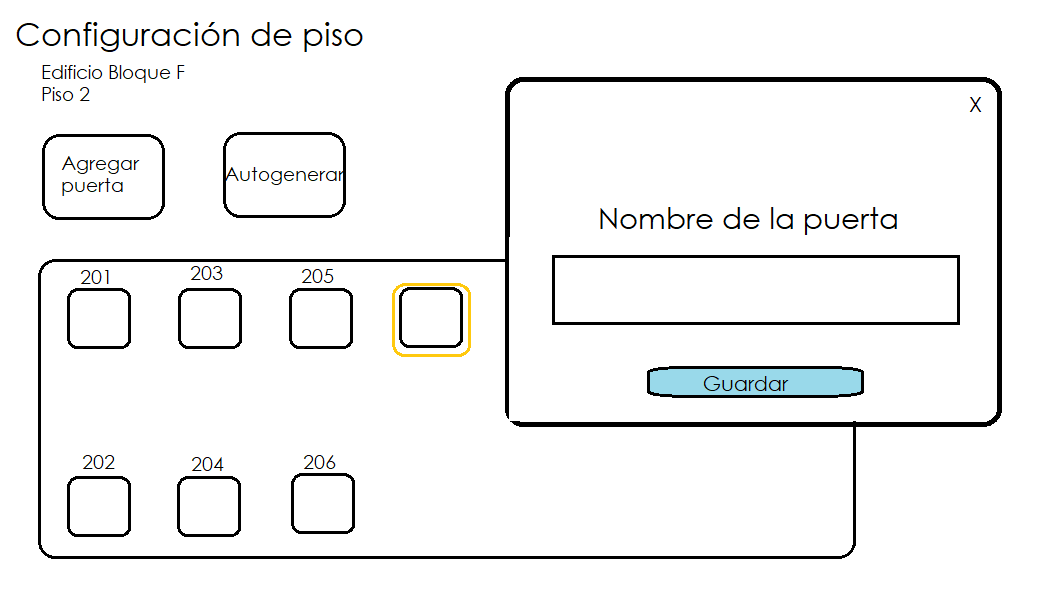 Configuración de piso
Edificio Bloque F
Piso 2
X
Agregar
puerta
Autogenerar
Nombre de la puerta
Guardar
201
203
205
202
204
206